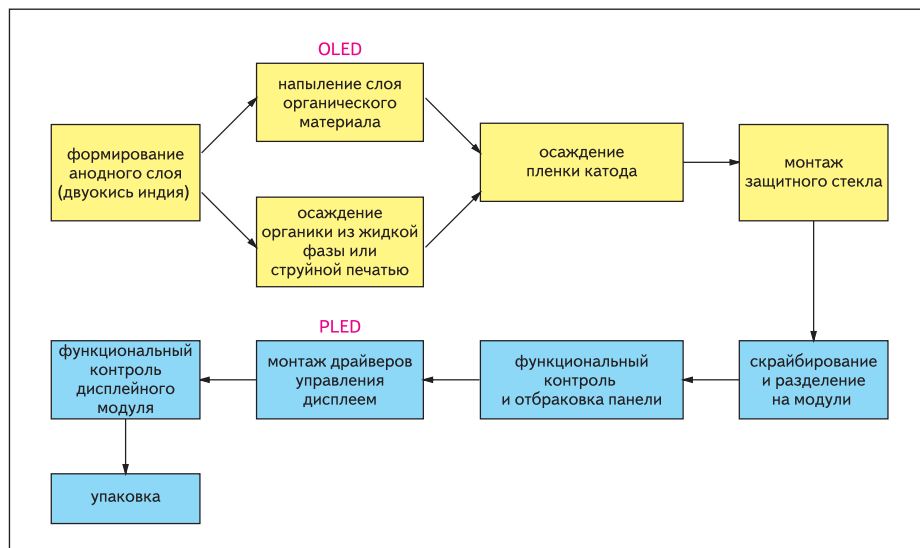 OLED
напыление слоя
органического
материала
формирование
анодного слоя
(двуокись индия)
осаждение
органики из жидкой
фазы или
струйной печатью
осаждение
пленки катода
монтаж
защитного стекла
PLED
функциональный
контроль
дисплейного
модуля
монтаж драйверов
управления
дисплеем
функциональный
контроль
и отбраковка панели
скрайбирование
и разделение
на модули
упаковка